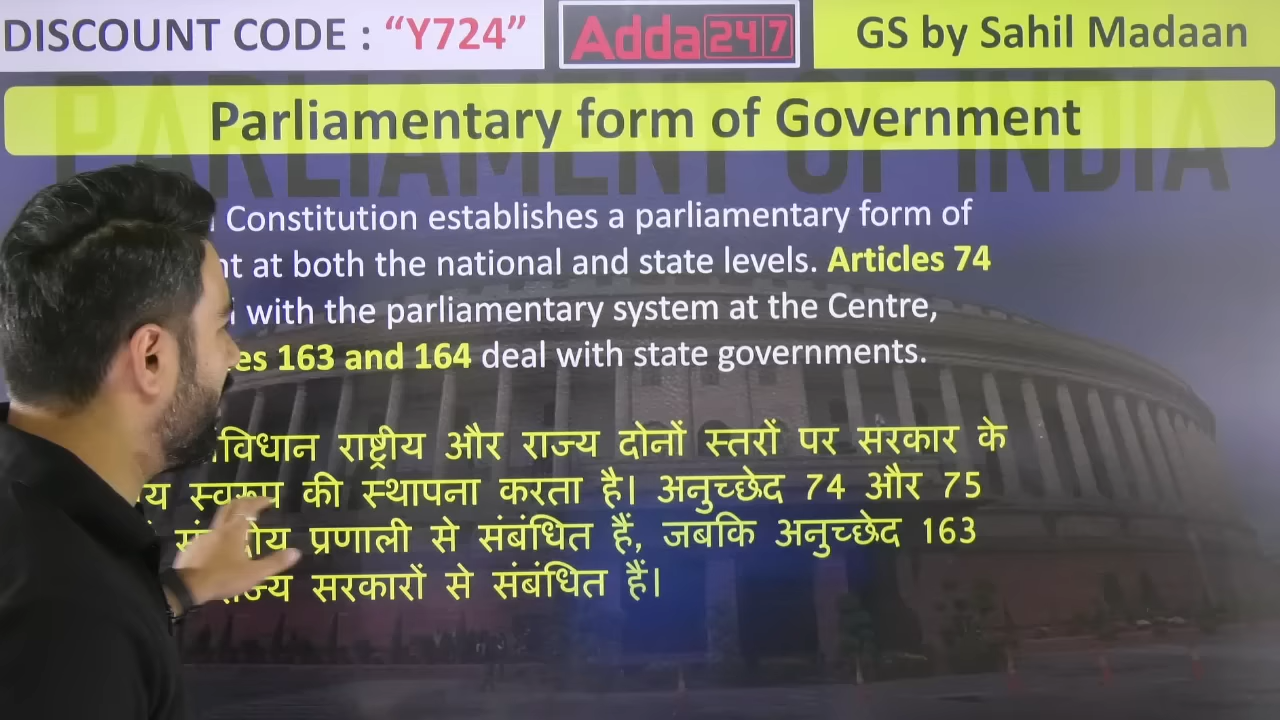 DISCOUNT CODE : “Y724”
Adda247
GS by Sahil Madaan
PARLIAMENT OF INDIA
Parliamentary form of Government
Constitution establishes a parliamentary form of
at both the national and state levels. Articles 74
with the parliamentary system at the Centre,
163 and 164 deal with state governments.
राष्ट्रीय और राज्य दोनों स्तरों पर सरकार के
स्वरूप की स्थापना करता है। अनुच्छेद 74 और 75
प्रणाली से संबंधित हैं, जबकि अनुच्छेद 163
सरकारों से संबंधित हैं।